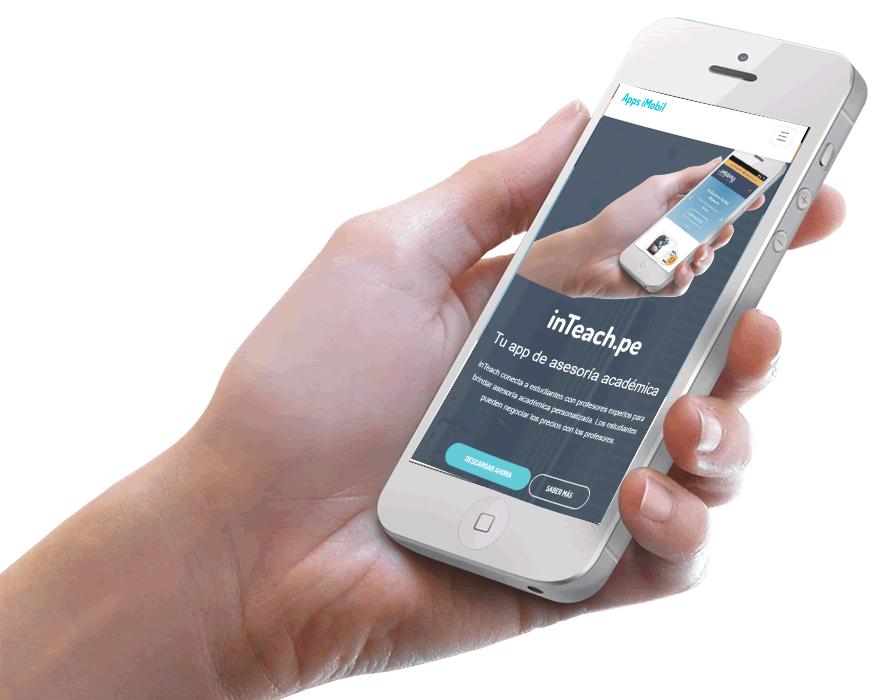 Apps iMobil
inTeach.pe
Tu app de asesoría académica
inTeach conecta a estudiantes con profesores expertos para
brindar asesoría académica personalizada. Los estudiantes
pueden negociar los precios con los profesores.
DESCARGAR AHORA
SABER MÁS